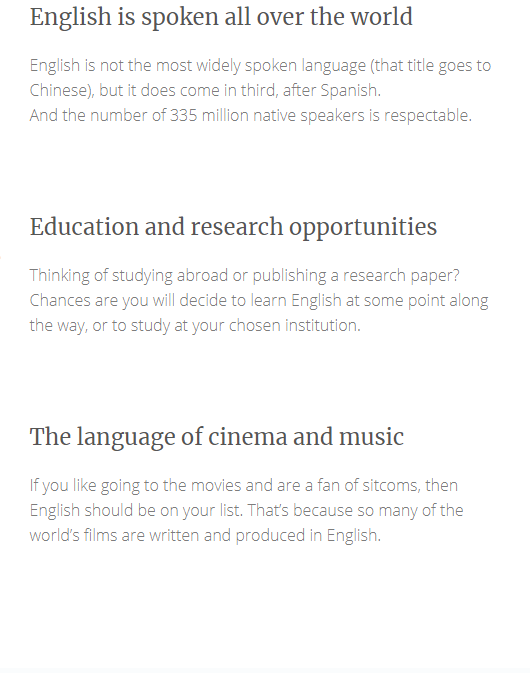 English is spoken all over the world
English is not the most widely spoken language (that title goes to
Chinese), but it does come in third, after Spanish.
And the number of 335 million native speakers is respectable.
Education and research opportunities
Thinking of studying abroad or publishing a research paper?
Chances are you will decide to learn English at some point along
the way, or to study at your chosen institution.
The language of cinema and music
If you like going to the movies and are a fan of sitcoms, then
English should be on your list. That’s because so many of the
world’s films are written and produced in English.